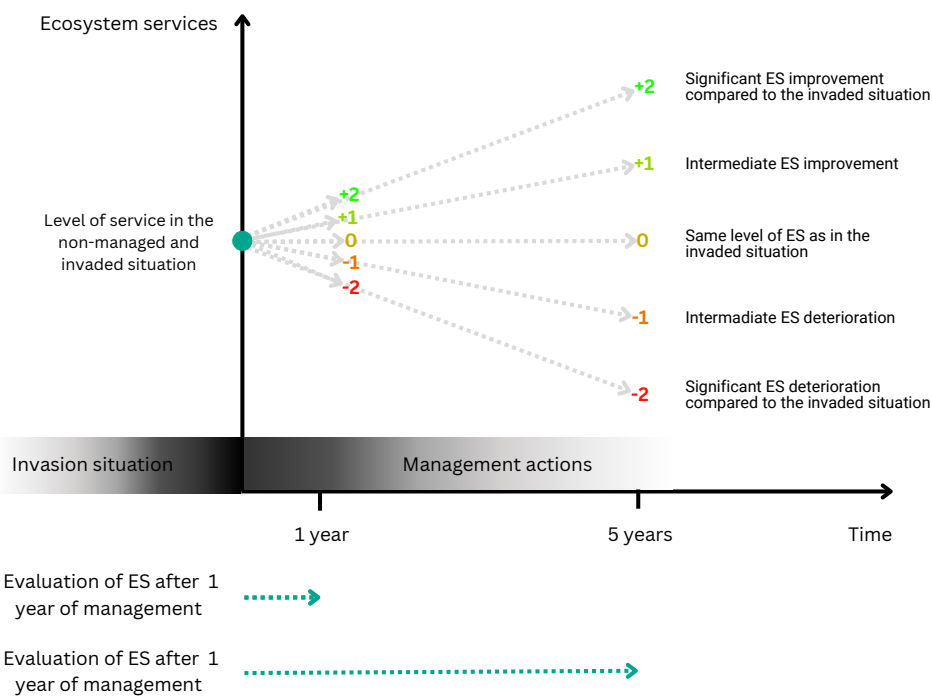 Ecosystem services
+2
Significant ES improvement
compared to the invaded situation
+1
Intermediate ES improvement
+2
+1
0
-1
-2
Level of service in the
non-managed and
invaded situation
0
Same level of ES as in the
invaded situation
-1
Intermadiate ES deterioration
-2
Significant ES deterioration
compared to the invaded situation
Invasion situation
Management actions
1 year
5 years
Time
Evaluation of ES after 1
year of management
Evaluation of ES after 1
year of management